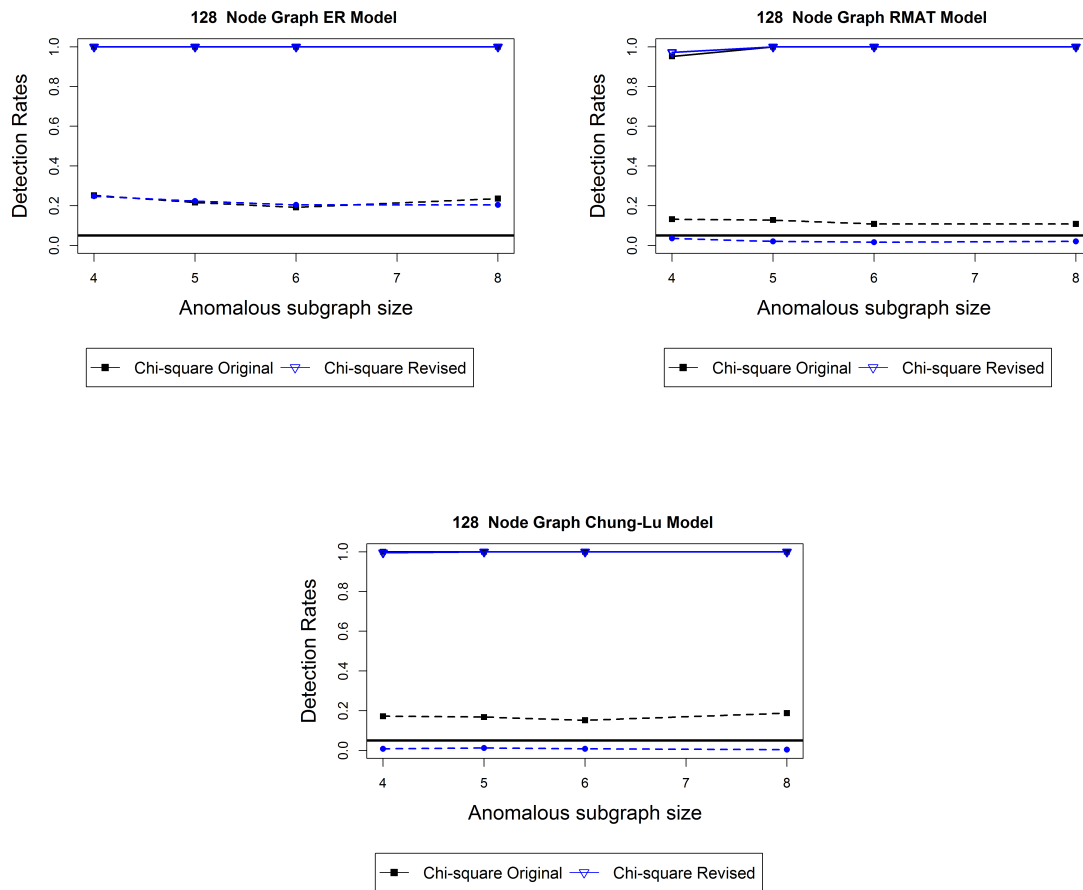 128 Node Graph ER Model
Detection Rates
1.0
0.8
0.6
0.4
0.2
0.0
4 5 6 7 8
Anomalous subgraph size
Chi-square Original Chi-square Revised
128 Node Graph RMAT Model
Detection Rates
1.0
0.8
0.6
0.4
0.2
0.0
4 5 6 7 8
Anomalous subgraph size
Chi-square Original Chi-square Revised
128 Node Graph Chung-Lu Model
Detection Rates
1.0
0.8
0.6
0.4
0.2
0.0
4 5 6 7 8
Anomalous subgraph size
Chi-square Original Chi-square Revised